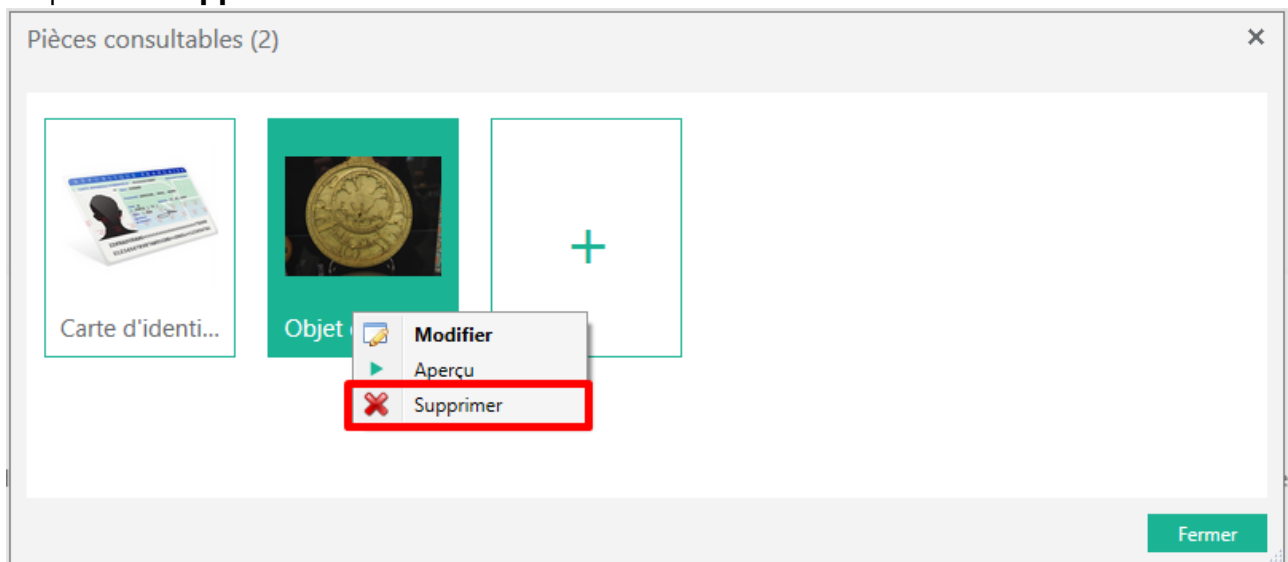 Pièces consultables (2)
Carte d'identi...
Objet
Modifier
Aperçu
Supprimer
Fermer